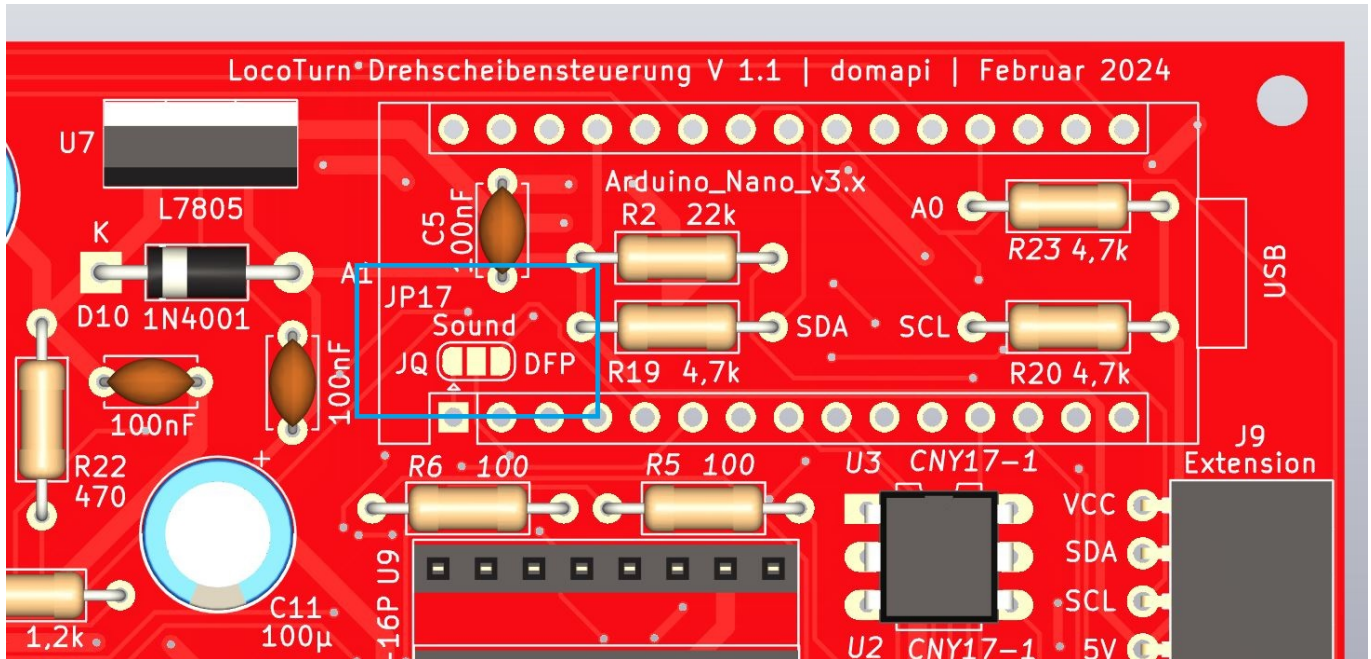 LocoTurn Drehscheibensteuerung V 1.1 | domapi | Februar 2024
U7
L7805
K
D10 1N4001
100nF
100nF
R22
470
+
C11
100µ
1,2k
A1
C5
100nF
Arduino_Nano_v3.x
R2 22k
A0
R23 4,7k
USB
JP17
Sound
JQ DFP
SDA
SCL
R19 4,7k
R20 4,7k
R6 100
R5 100
U3 CNY17-1
J9
Extension
VCC
SDA
SCL
5V
-16P U9
U2 CNY17-1